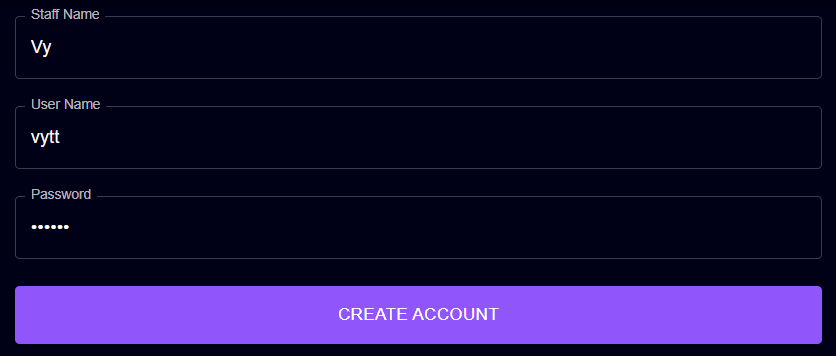 Staff Name
Vy
User Name
vytt
Password
••••••
CREATE ACCOUNT